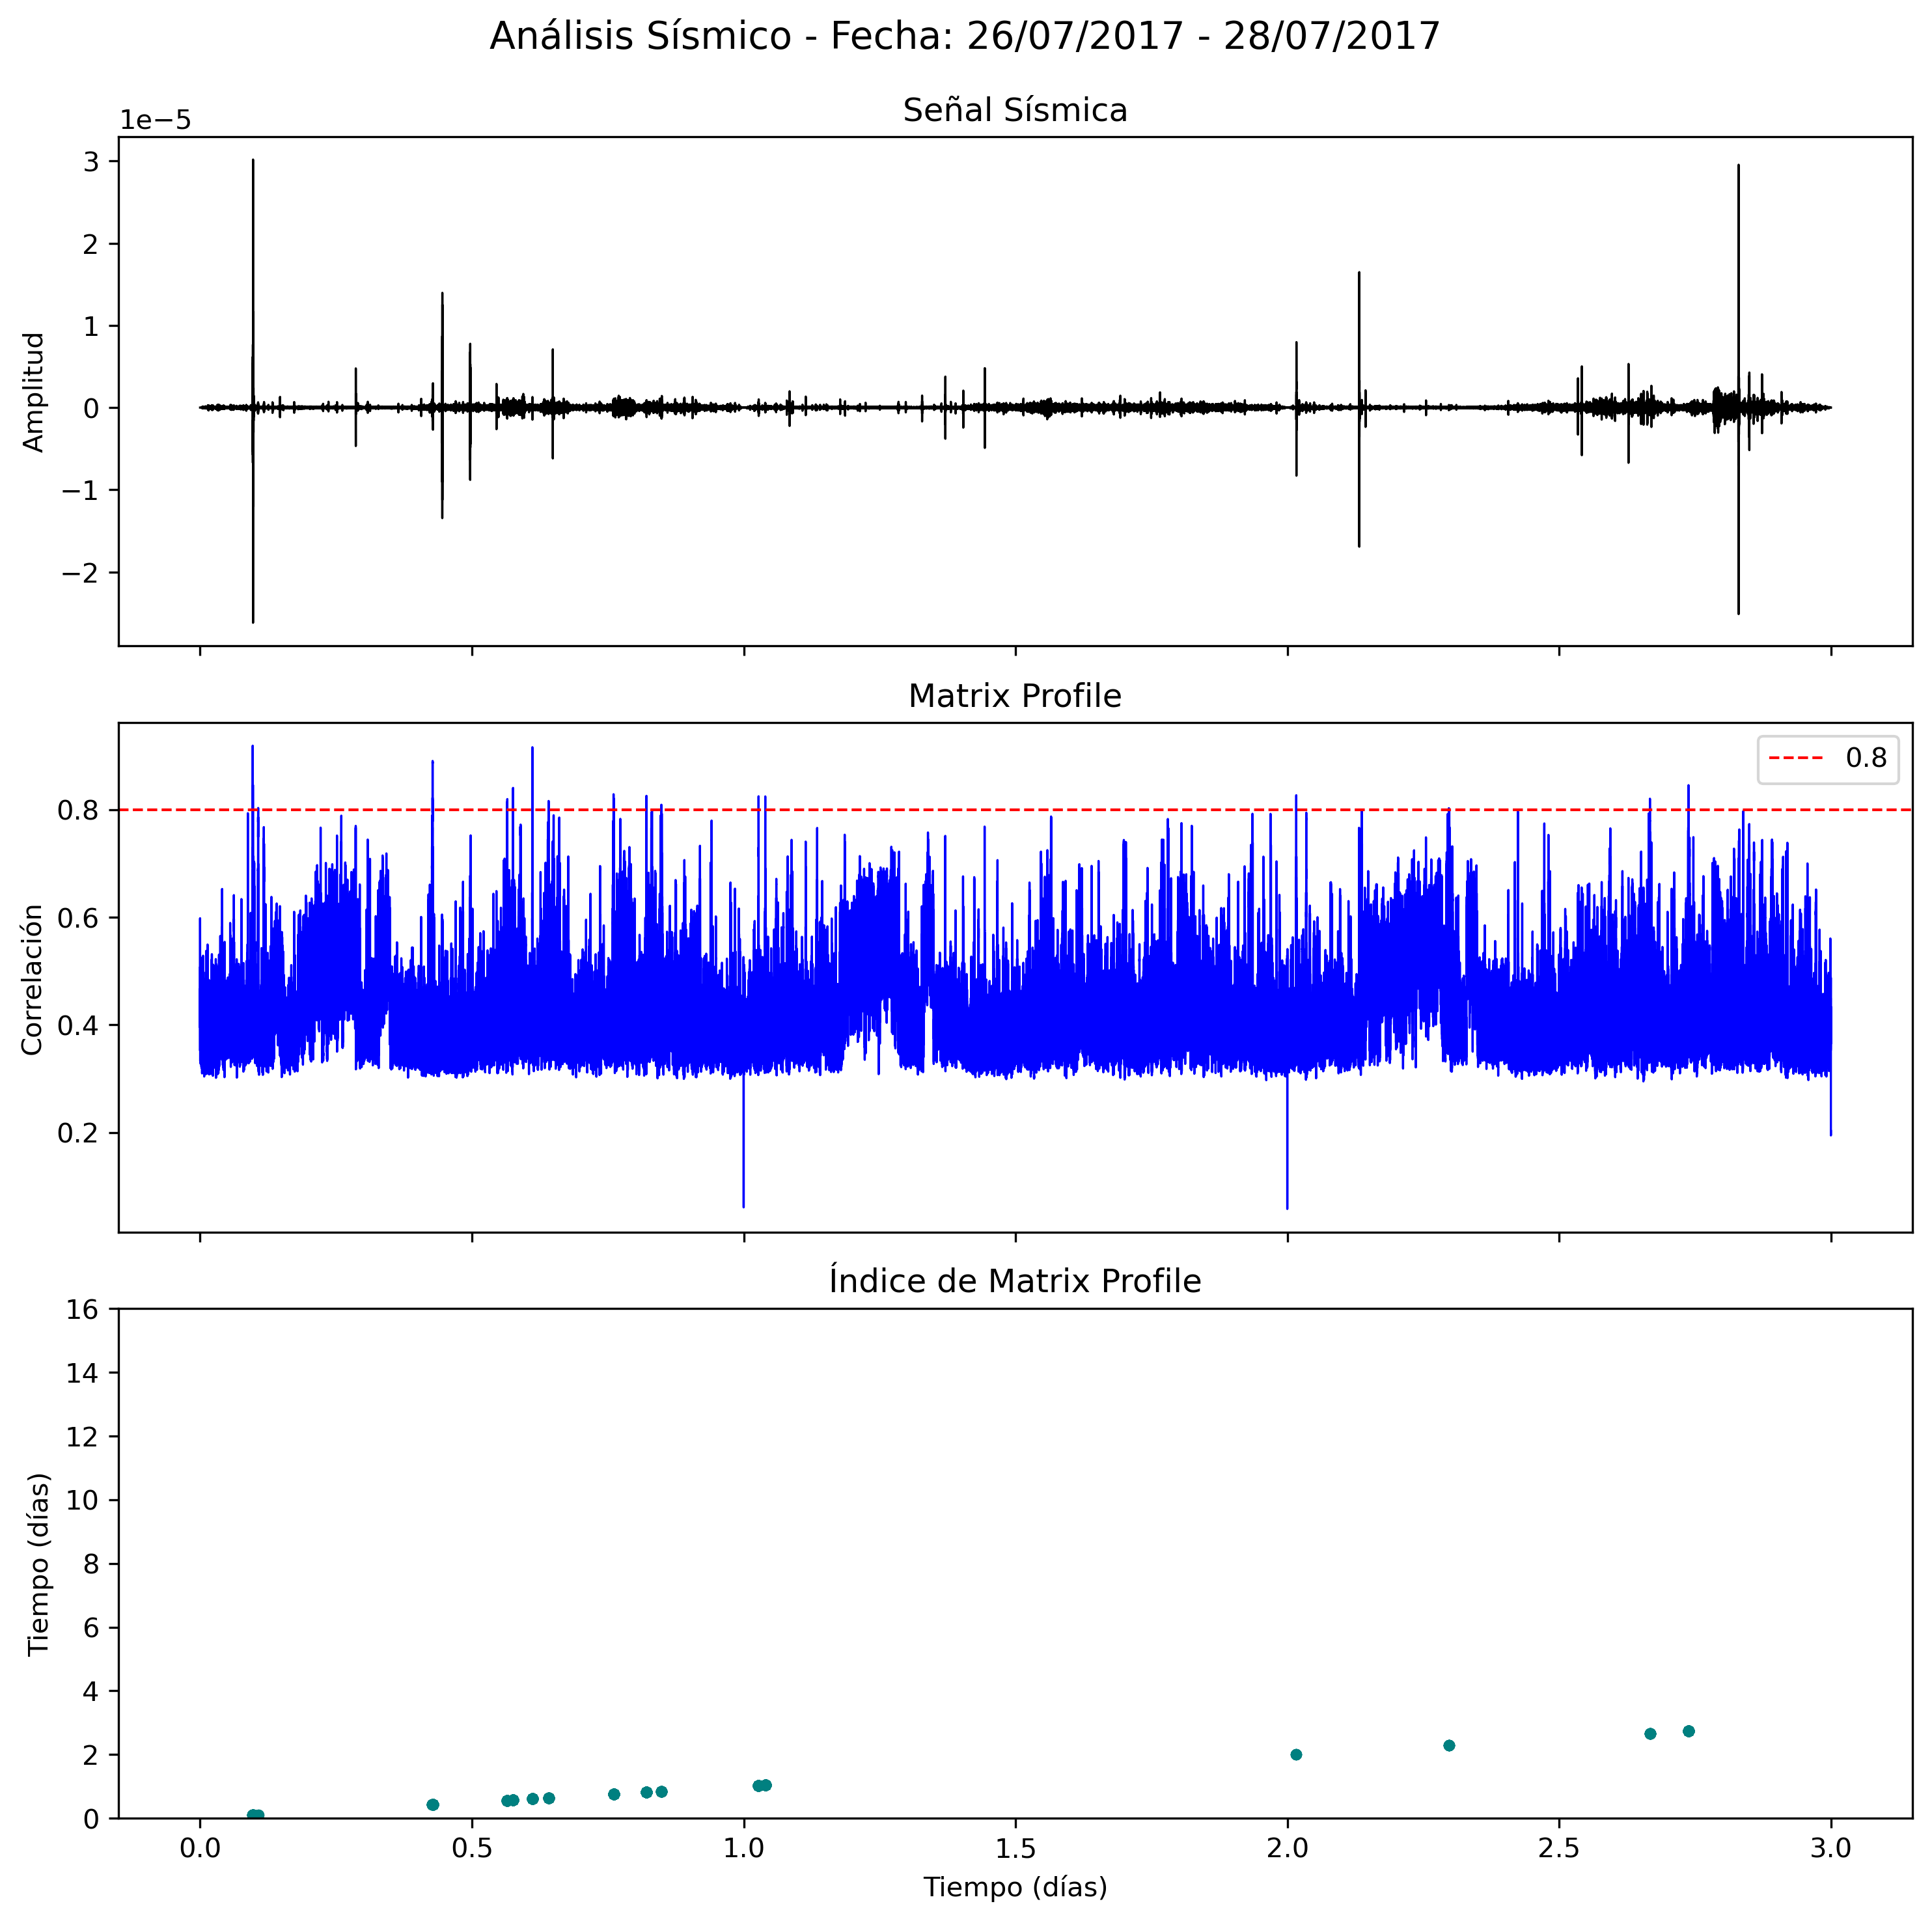 Análisis Sísmico - Fecha: 26/07/2017 - 28/07/2017
Señal Sísmica
1e−5
3
2
1
0
−1
−2
Amplitud
Matrix Profile
0.8
0.8
0.6
0.4
0.2
Correlación
Índice de Matrix Profile
16
14
12
10
8
6
4
2
0
Tiempo (días)
0.0 0.5 1.0 1.5 2.0 2.5 3.0
Tiempo (días)